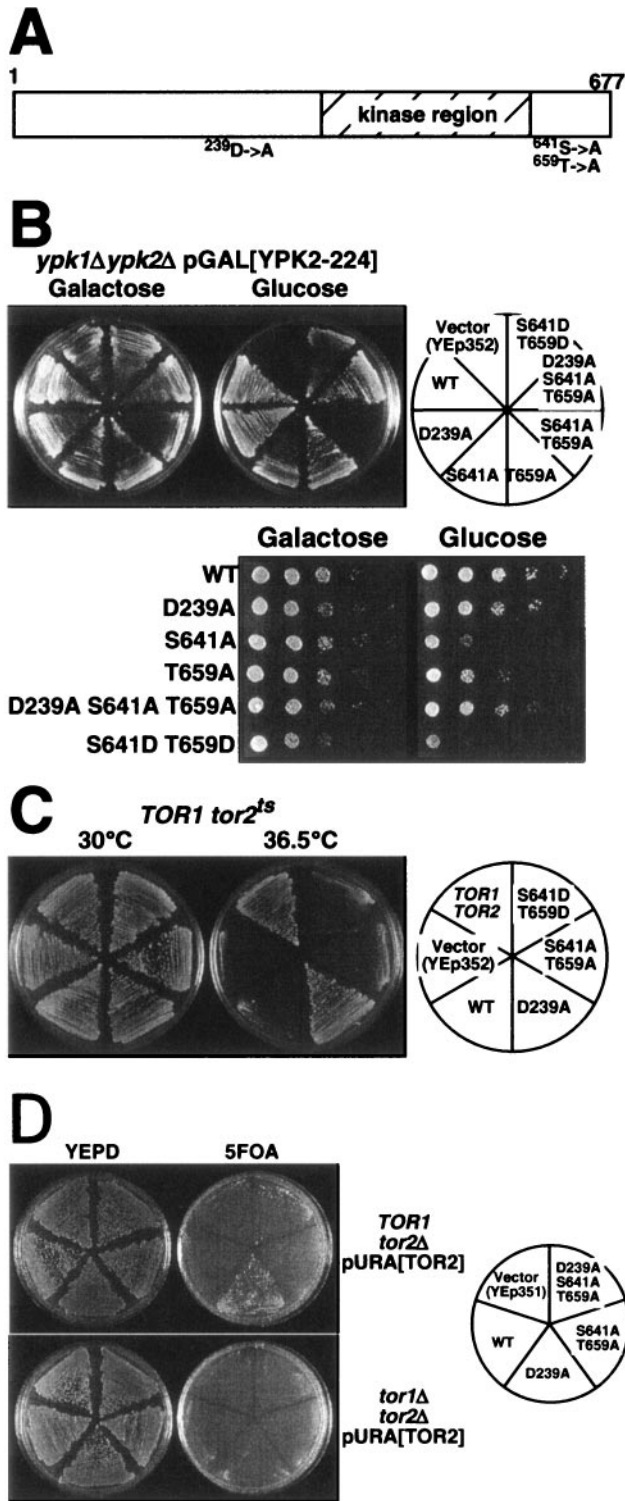 A
1 677
kinase region
239D->A 641S->A
659T->A
B
ypk1Δypk2Δ pGAL[YPK2-224]
Galactose Glucose
Vector
(YEp352)
S641D
T659D
D239A
S641A
T659A
WT
S641A
T659A
D239A
S641A T659A
Galactose Glucose
WT
D239A
S641A
T659A
D239A S641A T659A
S641D T659D
C
TOR1 tor2ts
30°C 36.5°C
TOR1
TOR2
S641D
T659D
Vector
(YEp352)
S641A
T659A
WT D239A
D
YEPD 5FOA
TOR1
tor2Δ
pURA[TOR2]
tor1Δ
tor2Δ
pURA[TOR2]
Vector
(YEp351)
D239A
S641A
T659A
WT
S641A
T659A
D239A